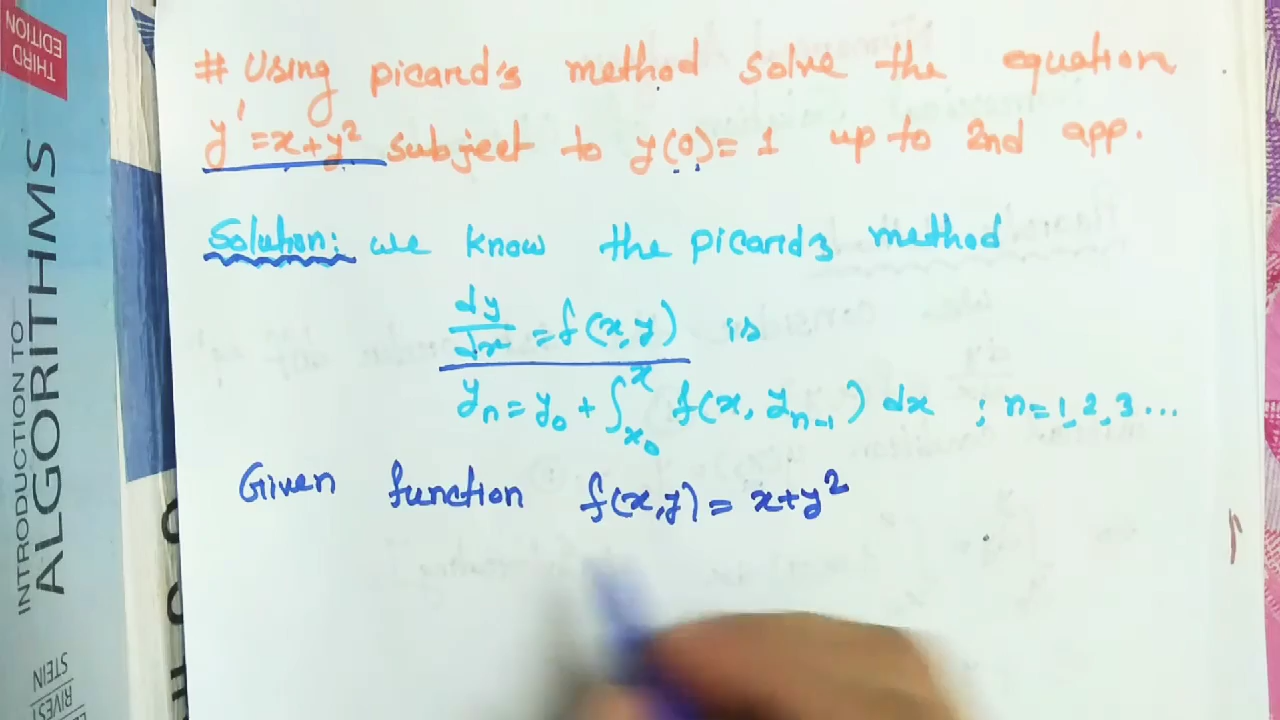 # Using picard's method solve the equation
y' = x+y² subject to y(0)= 1 up to 2nd app.
Solution: we know the picards method
dy/dx = f(x,y) is
yₙ = y₀ + ∫ₓ₀ˣ f(x, yₙ₋₁) dx ; n=1,2,3...
Given function f(x,y) = x+y²
THIRD EDITION
INTRODUCTION TO
ALGORITHMS
STEIN
RIVEST